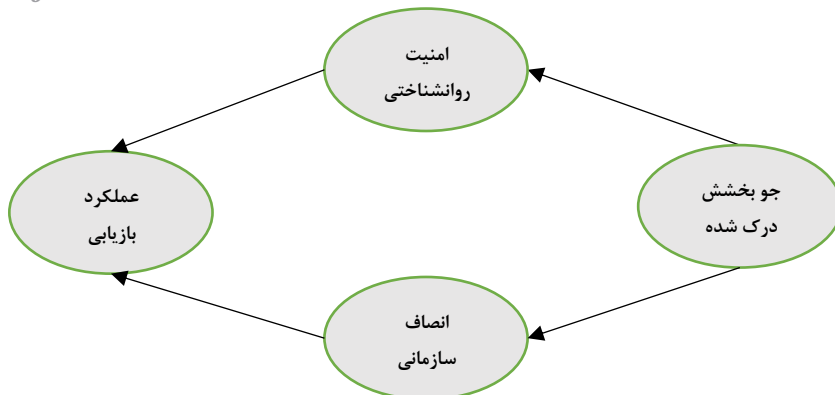 امنیت
روانشناختی
جو بخشش
درک شده
عملکرد
بازیابی
انصاف
سازمانی